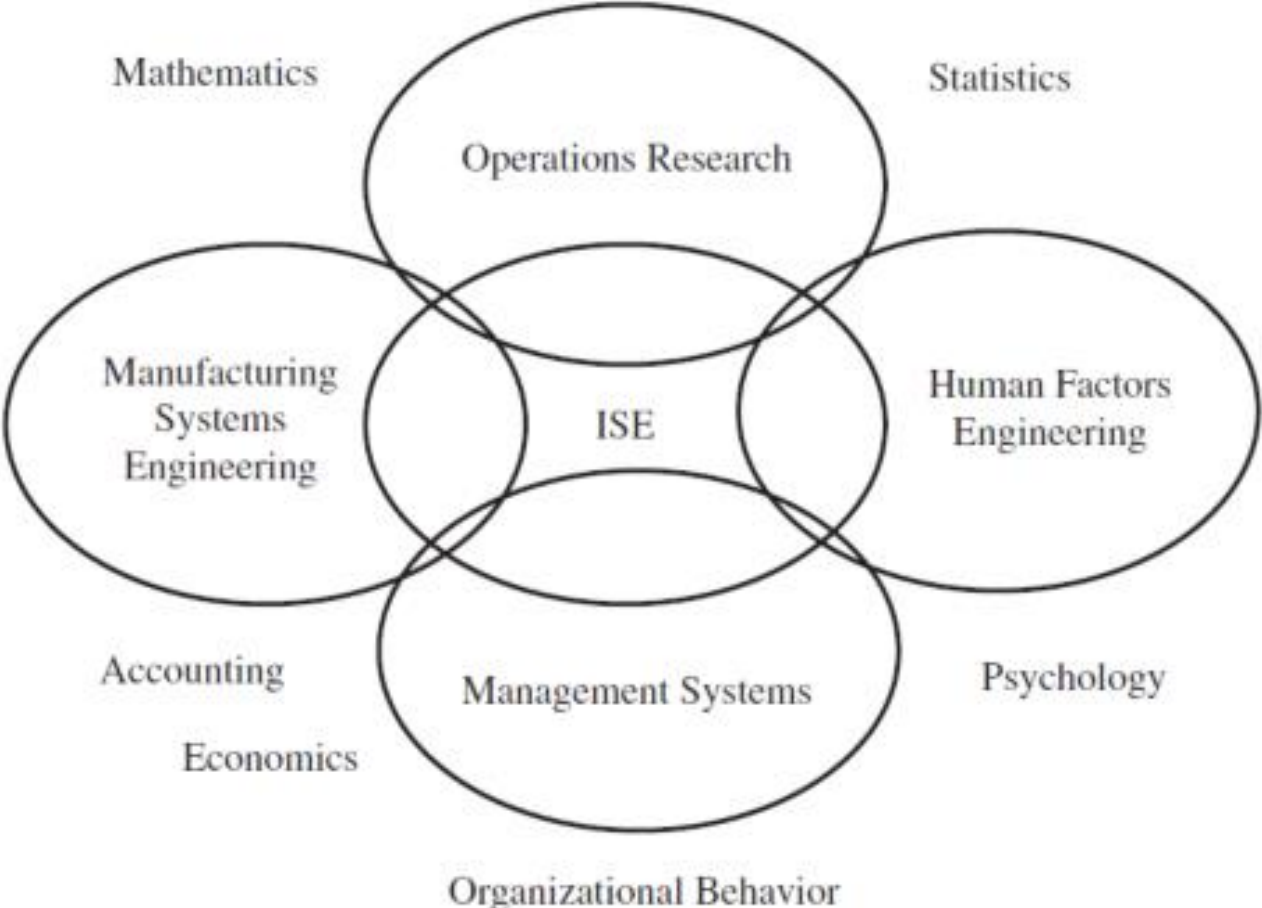 Mathematics
Statistics
Operations Research
Manufacturing
Systems
Engineering
ISE
Human Factors
Engineering
Accounting
Management Systems
Psychology
Economics
Organizational Behavior